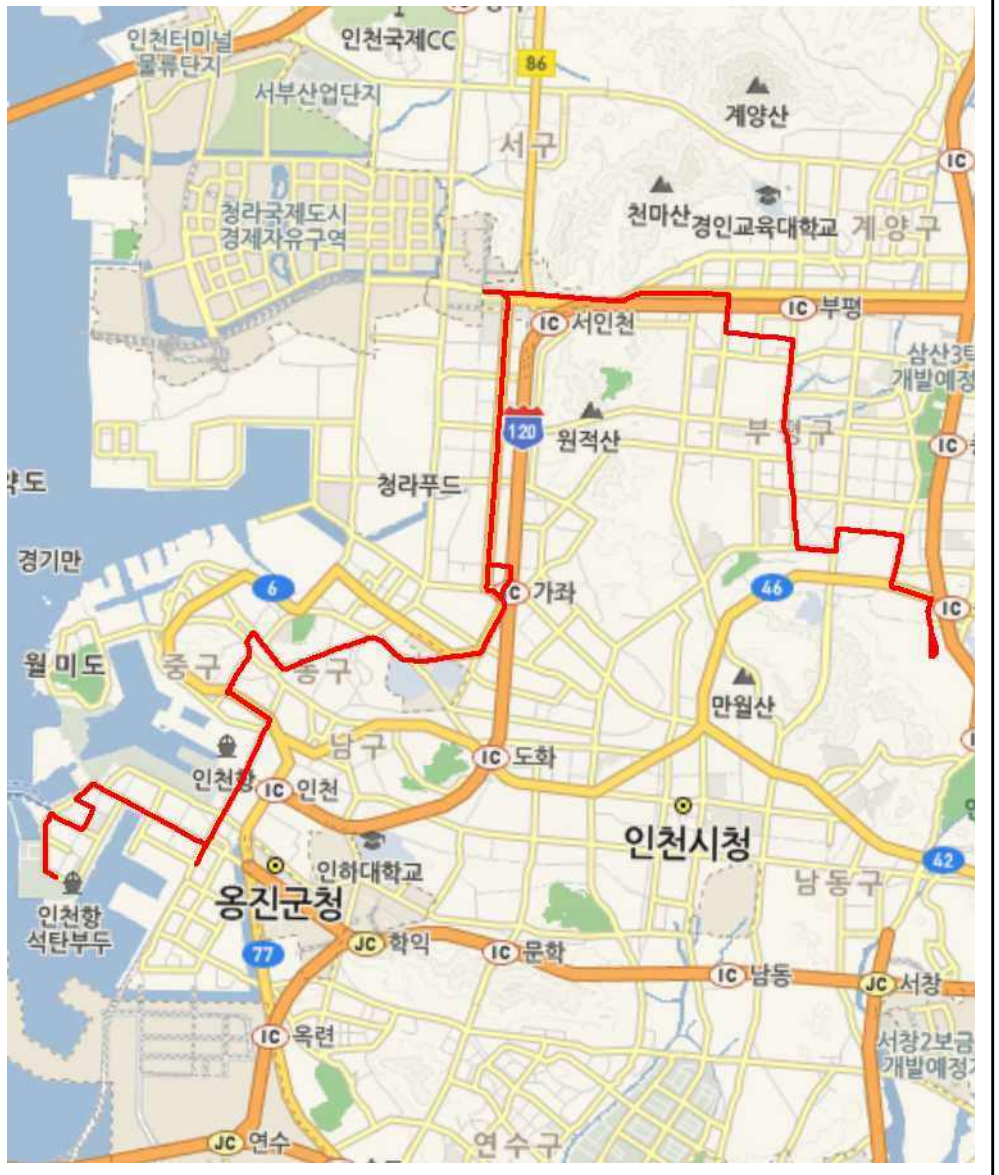 인천터미널
물류단지
인천국제CC
서부산업단지
86
계양산
서구
IC
천마산
경인교육대학교
계양구
청라국제도시
경제자유구역
IC 서인천
IC 부평
삼산3택
개발예정
120
원적산
부평구
IC
청라푸드
경기만
6
C 가좌
46
IC
월미도
중구
동구
만월산
남구
인천항
IC 인천
IC 도화
인천시청
인하대학교
42
옹진군청
남동구
인천항
석탄부두
77
JC 학익
IC 문학
IC 남동
JC 서창
IC 옥련
서창2보금
개발예정
JC 연수
연수구